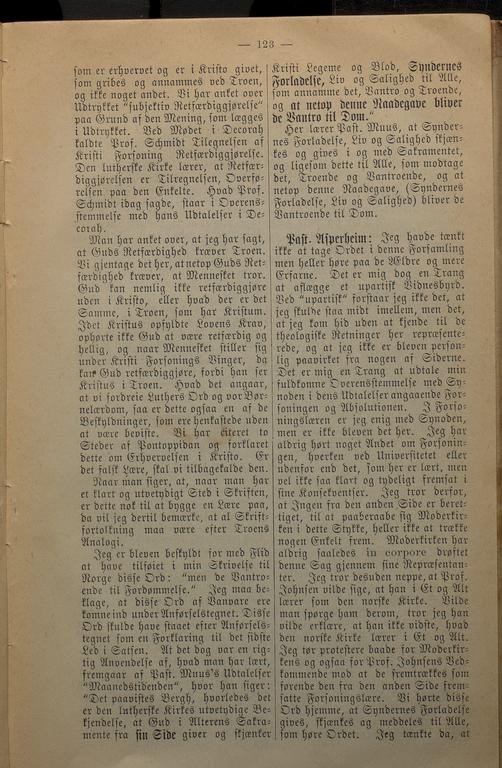 — 123 —
som er erhvervet og er i Kristo givet,
som gribes og annammes ved Troen,
og ikke noget andet. Vi har anket over
Udtrykket "subjektiv Retfærdiggjørelse"
paa Grund af den Mening, som lægges
i Udtrykket. Ved Mødet i Decorah
kaldte Prof. Schmidt Tilegnelsen af
Kristi Forsoning Retfærdiggjørelse.
Den lutherske Kirke lærer, at Retfær-
diggjørelsen er Tilregnelsen, Overfø-
relsen paa den Enkelte. Hvad Prof.
Schmidt idag sagde, staar i Overens-
stemmelse med hans Udtalelser i De-
corah.
Man har anket over, at jeg har sagt,
at Guds Retfærdighed kræver Troen.
Vi gjentage det her, at netop Guds Ret-
færdighed kræver, at Mennesket tror.
Gud kan nemlig ikke retfærdiggjøre
uden i Kristo, eller hvad der er det
Samme, i Troen, som har Kristum.
Idet Kristus opfyldte Lovens Krav,
ophørte ikke Gud at være retfærdig og
hellig, og naar Mennesket stiller sig
under Kristi Forsonings Vinger, da
kan Gud retfærdiggjøre, fordi han ser
Kristus i Troen. Hvad det angaar,
at vi fordreie Luthers Ord og vor Bør-
nelærdom, saa er dette ogsaa en af de
Beskyldninger, som ere henkastede uden
at være beviste. Vi har citeret to
Steder af Pontoppidan og forklaret
dette om Erhvervelsen i Kristo. Er
det falsk Lære, skal vi tilbagekalde den.
Naar man siger, at, naar man har
et klart og utvetydigt Sted i Skriften,
er dette nok til at bygge en Lære paa,
da vil jeg dertil bemærke, at al Skrift-
fortolkning maa være efter Troens
Analogi.
Jeg er bleven beskyldt for med Flid
at have tilføiet i min Skrivelse til
Norge disse Ord: "men de Vantro-
ende til Fordømmelse." Jeg maa be-
klage, at disse Ord af Vanvare ere
komne ind under Anførselstegnet. Disse
Ord skulde have staaet efter Anførsels-
tegnet som en Forklaring til det sidste
Led i Satsen. At det bog var en rig-
tig Anvendelse af, hvad man har lært,
fremgaar af Past. Muus's Udtalelser
"Maanedstidenden", hvor han siger:
"Det paavistes Bergh, hvorledes det
er den lutherske Kirkes utvetydige Be-
kjendelse, at Gud i Alterens Sakra-
mente fra sin Side giver og skjænker
Kristi Legeme og Blod, Syndernes
Forladelse, Liv og Salighed til Alle,
som annamme det, Vantro og Troende,
og at netop denne Naadegave bliver
de Vantro til Dom."
Her lærer Past. Muus, at Synder-
nes Forladelse, Liv og Salighed skjæn-
kes og gives i og med Sakramentet,
og ligesom dette til Alle, som modtage
det, Troende og Vantroende, og at
netop denne Naadegave, (Syndernes
Forladelse, Liv og Salighed) bliver de
Vantroende til Dom.
Past. Asperheim: Jeg havde tænkt
ikke at tage Ordet i denne Forsamling
men heller høre paa de Ældre og mere
Erfarne. Det er mig dog en Trang
at aflægge et upartisk Vidnesbyrd.
Ved "upartisk" forstaar jeg ikke det, at
jeg skulde staa midt imellem, men det,
at jeg kom hid uden at kjende til de
theologiske Retninger her repræsente-
rede, og at jeg ikke er bleven person-
lig paavirket fra nogen af Siderne.
Det er mig en Trang at udtale min
fuldkomne Overensstemmelse med Sy-
noden i dens Udtalelser angaaende For-
soningen og Absolutionen. I Forso-
ningslæren er jeg enig med Synoden,
men er ikke bleven det her. Jeg har
aldrig hørt noget Andet om Forsonin-
gen, hverken ved Universitetet eller
udenfor end det, som her er lært, men
vel ikke saa klart og tydeligt fremsat i
sine Konsekventser. Jeg tror derfor,
at Ingen fra den anden Side er beret-
tiget, til at paaberaabe sig Moderkir-
ken i dette Stykke, heller ikke at trække
nogen Enkelt frem. Moderkirken har
aldrig saaledes in corpore drøftet
denne Sag gjennem sine Repræsentan-
ter. Jeg tror desuden neppe, at Prof.
Johnsen vilde sige, at han i Et og Alt
lærer som den norske Kirke. Vilde
man spørge ham derom, tror jeg han
vilde erklære, at han ikke vidste, hvad
den norske Kirke lærer i Et og Alt.
Jeg tør protestere baade for Moderkir-
kens og ogsaa for Prof. Johnsens Ved-
kommende mod at de fremtrækkes som
førende den fra den anden Side frem-
satte Forsoningslære. Vi hørte disse
Ord hjemme, at Syndernes Forladelse
gives, skjænkes og meddeles til Alle,
som høre Ordet. Jeg tænkte da, at